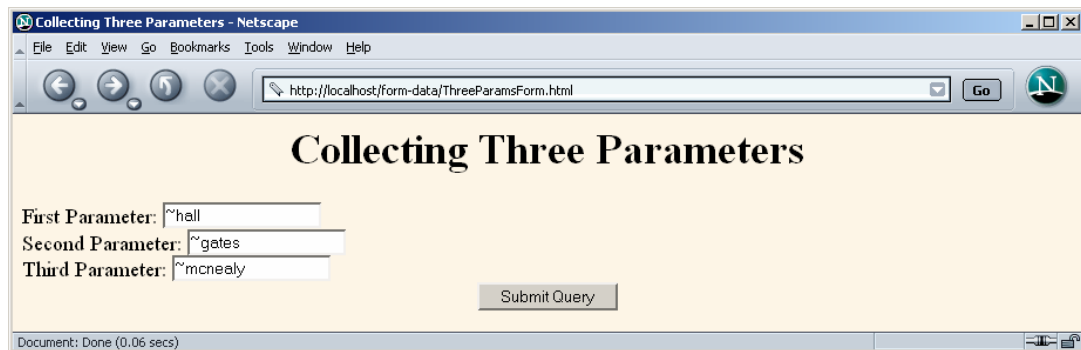 Collecting Three Parameters - Netscape
File Edit View Go Bookmarks Tools Window Help
http://localhost/form-data/ThreeParamsForm.html Go N
Collecting Three Parameters
First Parameter: ~hall
Second Parameter: ~gates
Third Parameter: ~mcnealy
Submit Query
Document: Done (0.06 secs)